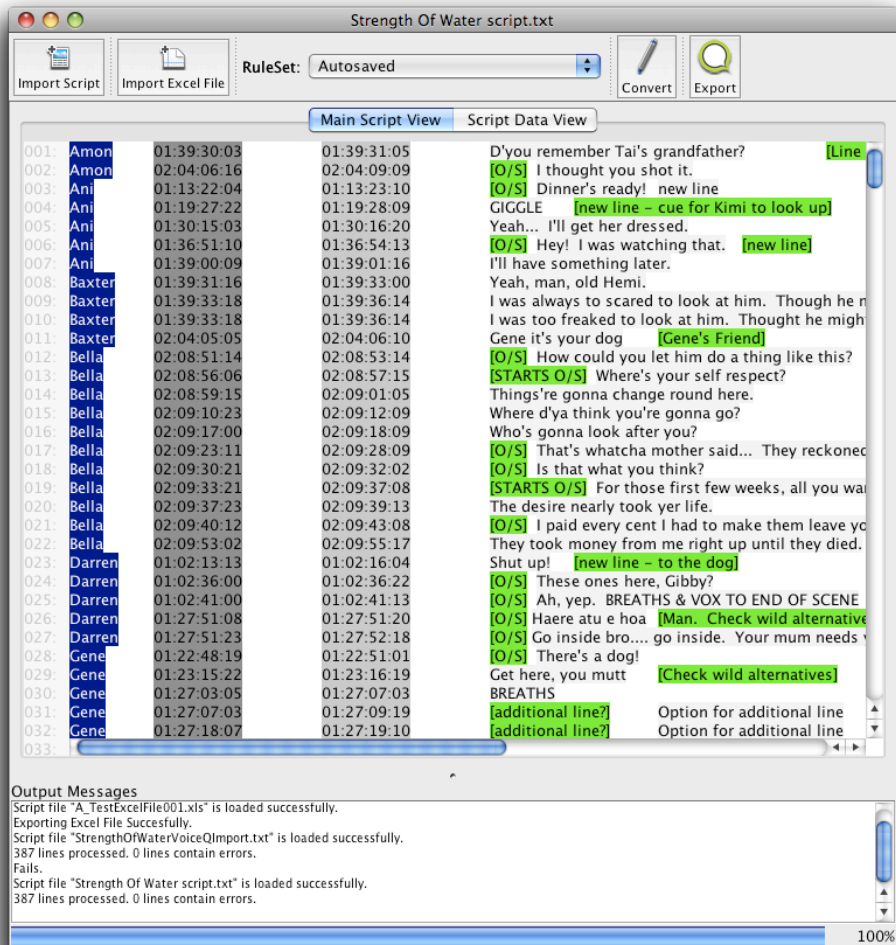 Strength Of Water script.txt
Import Script
Import Excel File
RuleSet:
Autosaved
Convert
Export
Main Script View
Script Data View
001: Amon 01:39:30:03 01:39:31:05 D'you remember Tai's grandfather? [Line
002: Amon 02:04:06:16 02:04:09:09 [O/S] I thought you shot it.
003: Ani 01:13:22:04 01:13:23:10 [O/S] Dinner's ready! new line
004: Ani 01:19:27:22 01:19:28:09 GIGGLE [new line – cue for Kimi to look up]
005: Ani 01:30:15:03 01:30:16:20 Yeah... I'll get her dressed.
006: Ani 01:36:51:10 01:36:54:13 [O/S] Hey! I was watching that. [new line]
007: Ani 01:39:00:09 01:39:01:16 I'll have something later.
008: Baxter 01:39:31:16 01:39:33:00 Yeah, man, old Hemi.
009: Baxter 01:39:33:18 01:39:36:14 I was always to scared to look at him. Though he
010: Baxter 01:39:33:18 01:39:36:14 I was too freaked to look at him. Thought he migh
011: Baxter 02:04:05:05 02:04:06:10 Gene it's your dog [Gene's Friend]
012: Bella 02:08:51:14 02:08:53:14 [O/S] How could you let him do a thing like this?
013: Bella 02:08:56:06 02:08:57:15 [STARTS O/S] Where's your self respect?
014: Bella 02:08:59:15 02:09:01:05 Things're gonna change round here.
015: Bella 02:09:10:23 02:09:12:09 Where d'ya think you're gonna go?
016: Bella 02:09:17:00 02:09:18:09 Who's gonna look after you?
017: Bella 02:09:23:11 02:09:28:09 [O/S] That's whatcha mother said... They reckoned
018: Bella 02:09:30:21 02:09:32:02 [O/S] Is that what you think?
019: Bella 02:09:33:21 02:09:37:08 [STARTS O/S] For those first few weeks, all you wa
020: Bella 02:09:37:23 02:09:39:13 The desire nearly took yer life.
021: Bella 02:09:40:12 02:09:43:08 [O/S] I paid every cent I had to make them leave yo
022: Bella 02:09:53:02 02:09:55:17 They took money from me right up until they died.
023: Darren 01:02:13:13 01:02:16:04 Shut up! [new line – to the dog]
024: Darren 01:02:36:00 01:02:36:22 [O/S] These ones here, Gibby?
025: Darren 01:02:41:00 01:02:41:13 [O/S] Ah, yep. BREATHS & VOX TO END OF SCENE
026: Darren 01:27:51:08 01:27:51:20 [O/S] Haere atu e hoa [Man. Check wild alternative
027: Darren 01:27:51:23 01:27:52:18 [O/S] Go inside bro.... go inside. Your mum needs
028: Gene 01:22:48:19 01:22:51:01 [O/S] There's a dog!
029: Gene 01:23:15:22 01:23:16:19 Get here, you mutt [Check wild alternatives]
030: Gene 01:27:03:05 01:27:07:03 BREATHS
031: Gene 01:27:07:03 01:27:09:19 [additional line?] Option for additional line
032: Gene 01:27:18:07 01:27:19:10 [additional line?] Option for additional line
033:
Output Messages
Script file "A_TestExcelFile001.xls" is loaded successfully.
Exporting Excel File Succesfully.
Script file "StrengthOfWaterVoiceQImport.txt" is loaded successfully.
387 lines processed. 0 lines contain errors.
Fails.
Script file "Strength Of Water script.txt" is loaded successfully.
387 lines processed. 0 lines contain errors.
100%